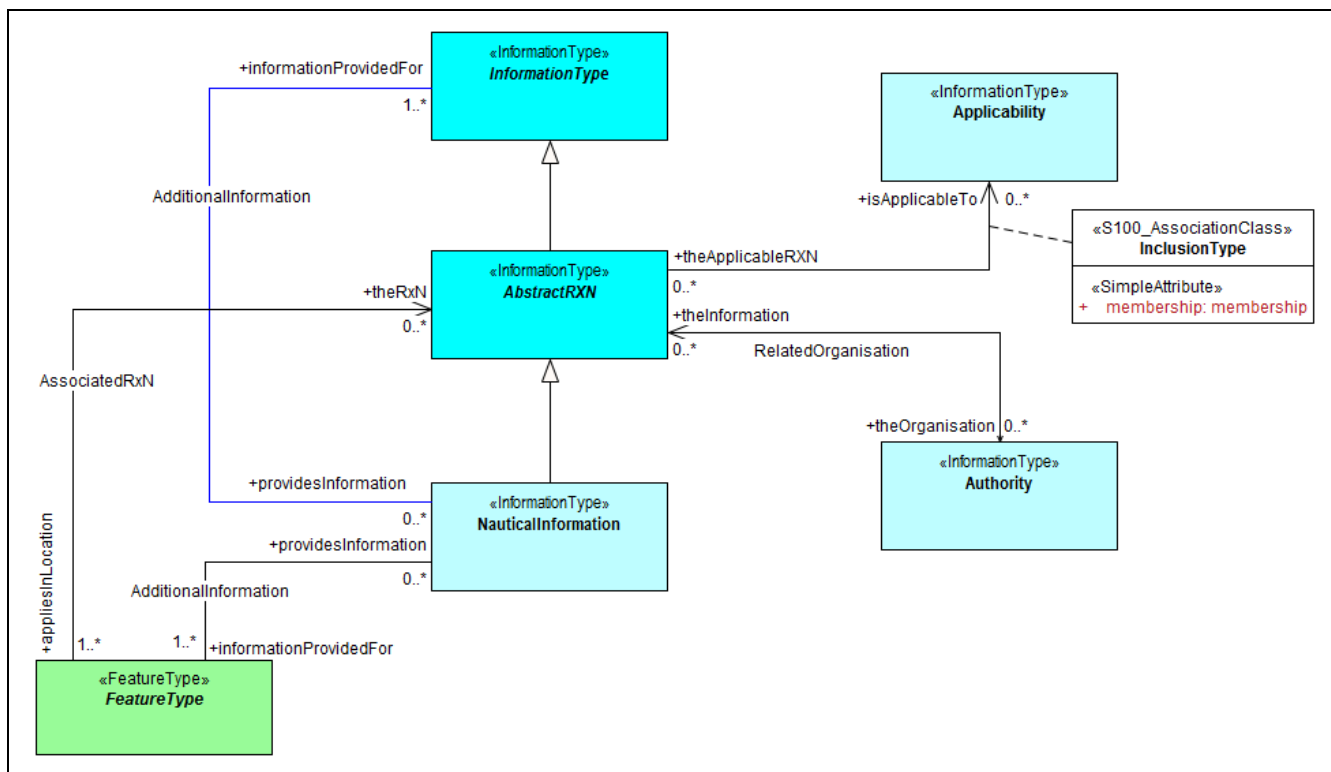 «InformationType»
InformationType
+informationProvidedFor
1..*
«InformationType»
Applicability
AdditionalInformation
+isApplicableTo
0..*
«S100_AssociationClass»
InclusionType
«SimpleAttribute»
+ membership: membership
«InformationType»
AbstractRXN
+theApplicableRXN
0..*
+theRxN
0..*
+theInformation
0..*
RelatedOrganisation
AssociatedRxN
+theOrganisation
0..*
«InformationType»
Authority
+providesInformation
0..*
«InformationType»
NauticalInformation
+providesInformation
0..*
AdditionalInformation
+appliesInLocation
1..*
1..*
+informationProvidedFor
«FeatureType»
FeatureType